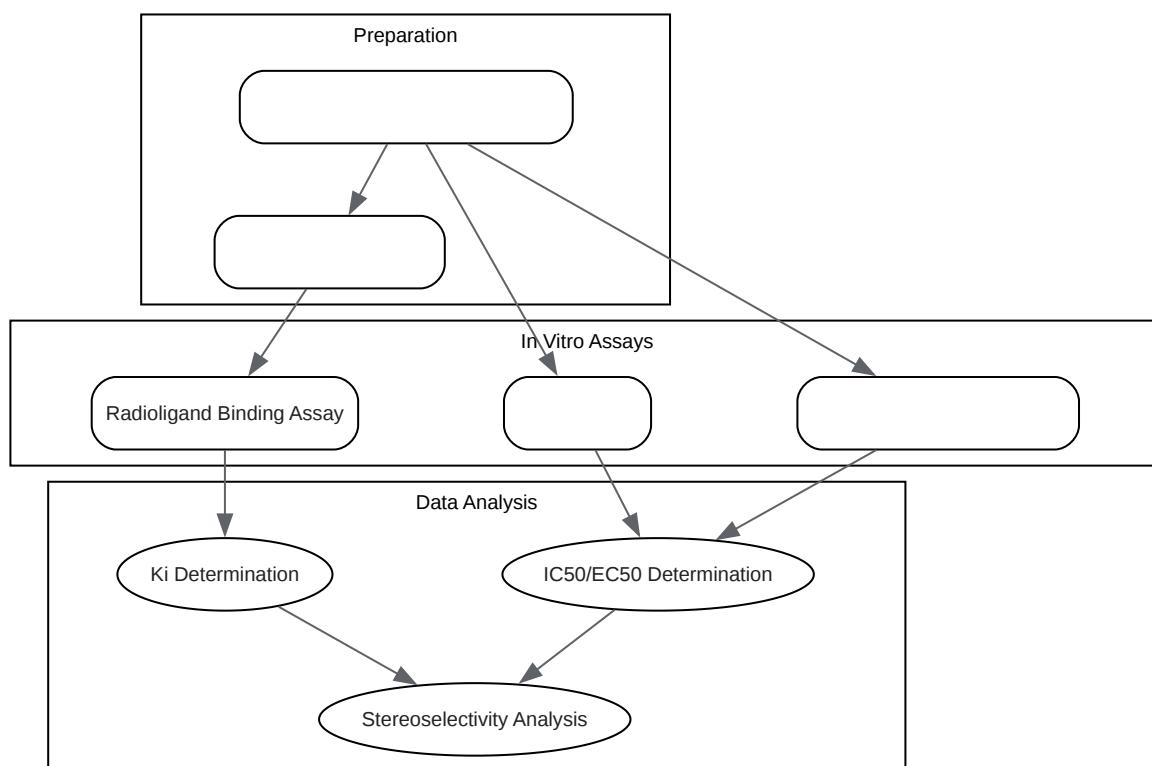 Preparation
In Vitro Assays
Radioligand Binding Assay
Data Analysis
Ki Determination
IC50/EC50 Determination
Stereoselectivity Analysis